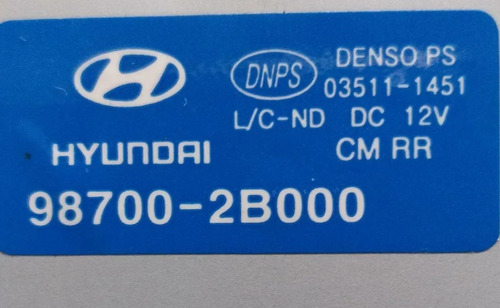 DNPS
DENSO PS
03511-1451
L/C-ND DC 12V
HYUNDAI
CM RR
98700-2B000